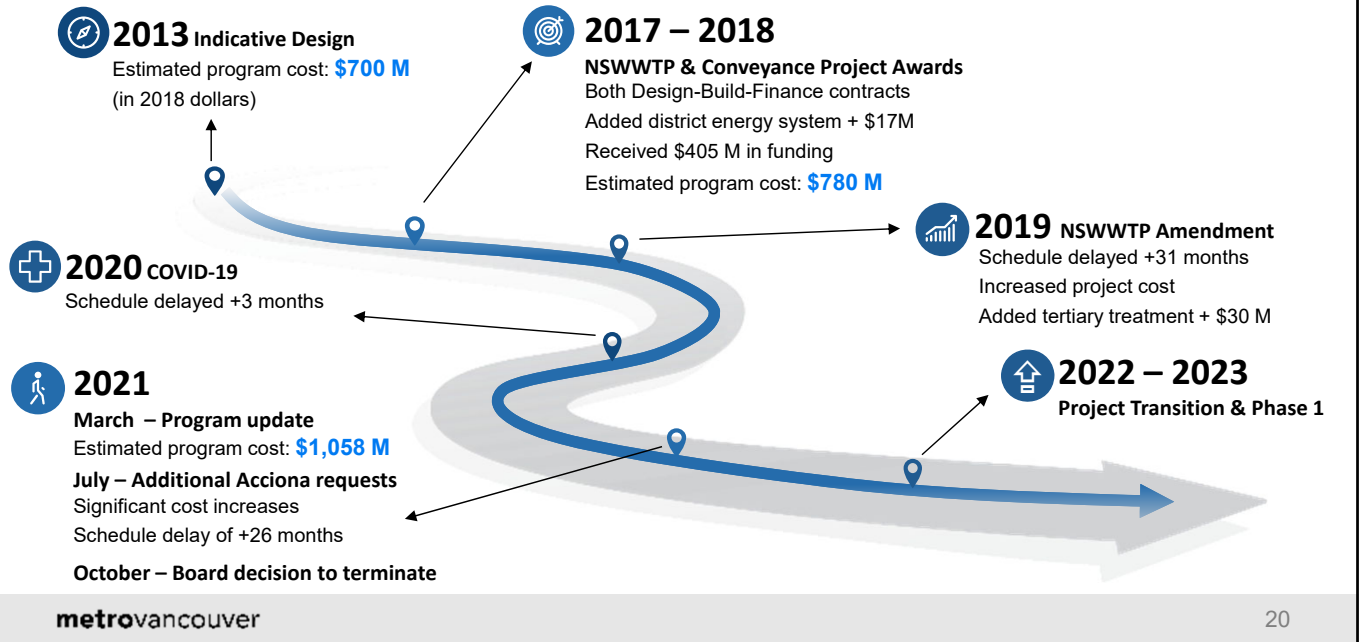 2013 Indicative Design
Estimated program cost: $700 M
(in 2018 dollars)
2017 – 2018
NSWWTP & Conveyance Project Awards
Both Design-Build-Finance contracts
Added district energy system + $17M
Received $405 M in funding
Estimated program cost: $780 M
2019 NSWWTP Amendment
Schedule delayed +31 months
Increased project cost
Added tertiary treatment + $30 M
2020 COVID-19
Schedule delayed +3 months
2021
March – Program update
Estimated program cost: $1,058 M
July – Additional Acciona requests
Significant cost increases
Schedule delay of +26 months
October – Board decision to terminate
2022 – 2023
Project Transition & Phase 1
metrovancouver
20